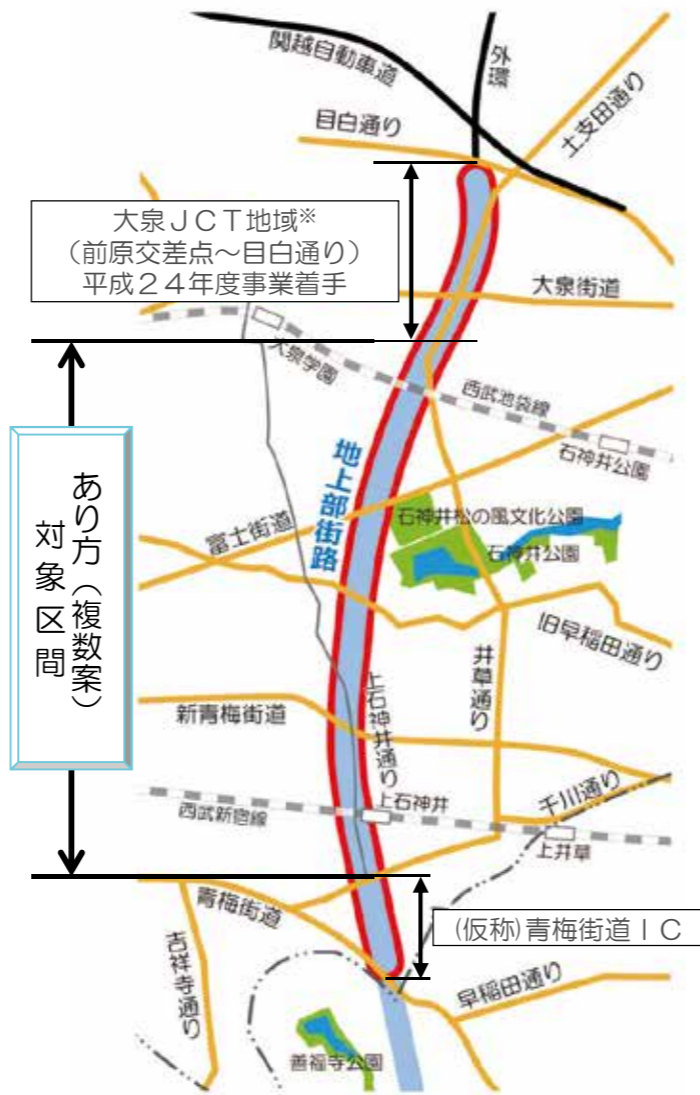 関越自動車道
外環
土支田通り
目白通り
大泉JCT地域※
(前原交差点～目白通り)
平成24年度事業着手
大泉街道
大泉学園
西武池袋線
石神井公園
地上部街路
石神井松の風文化公園
石神井公園
富士街道
あり方(複数案)
対象区間
旧早稲田通り
井草通り
上石神井通り
新青梅街道
千川通り
西武新宿線
上石神井
上井草
青梅街道
(仮称)青梅街道IC
吉祥寺通り
早稲田通り
善福寺公園